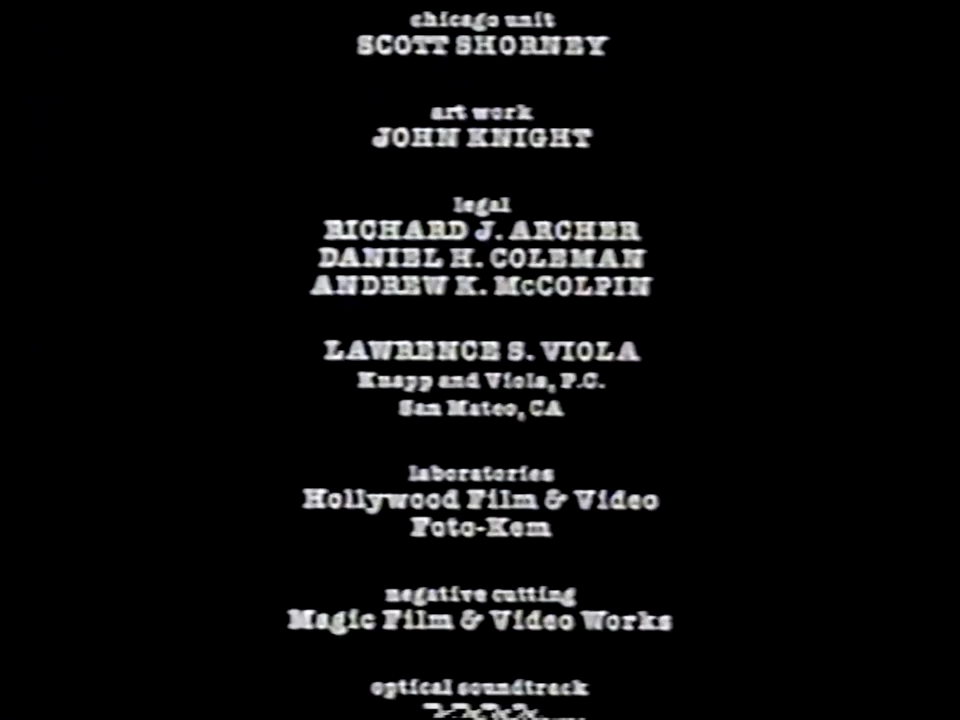 chicago unit
SCOTT SHORNEY
art work
JOHN KNIGHT
legal
RICHARD J. ARCHER
DANIEL H. COLEMAN
ANDREW K. McCOLPIN
LAWRENCE S. VIOLA
Knapp and Viola, P.C.
San Mateo, CA
laboratories
Hollywood Film & Video
Foto-Kem
negative cutting
Magic Film & Video Works
optical soundtrack